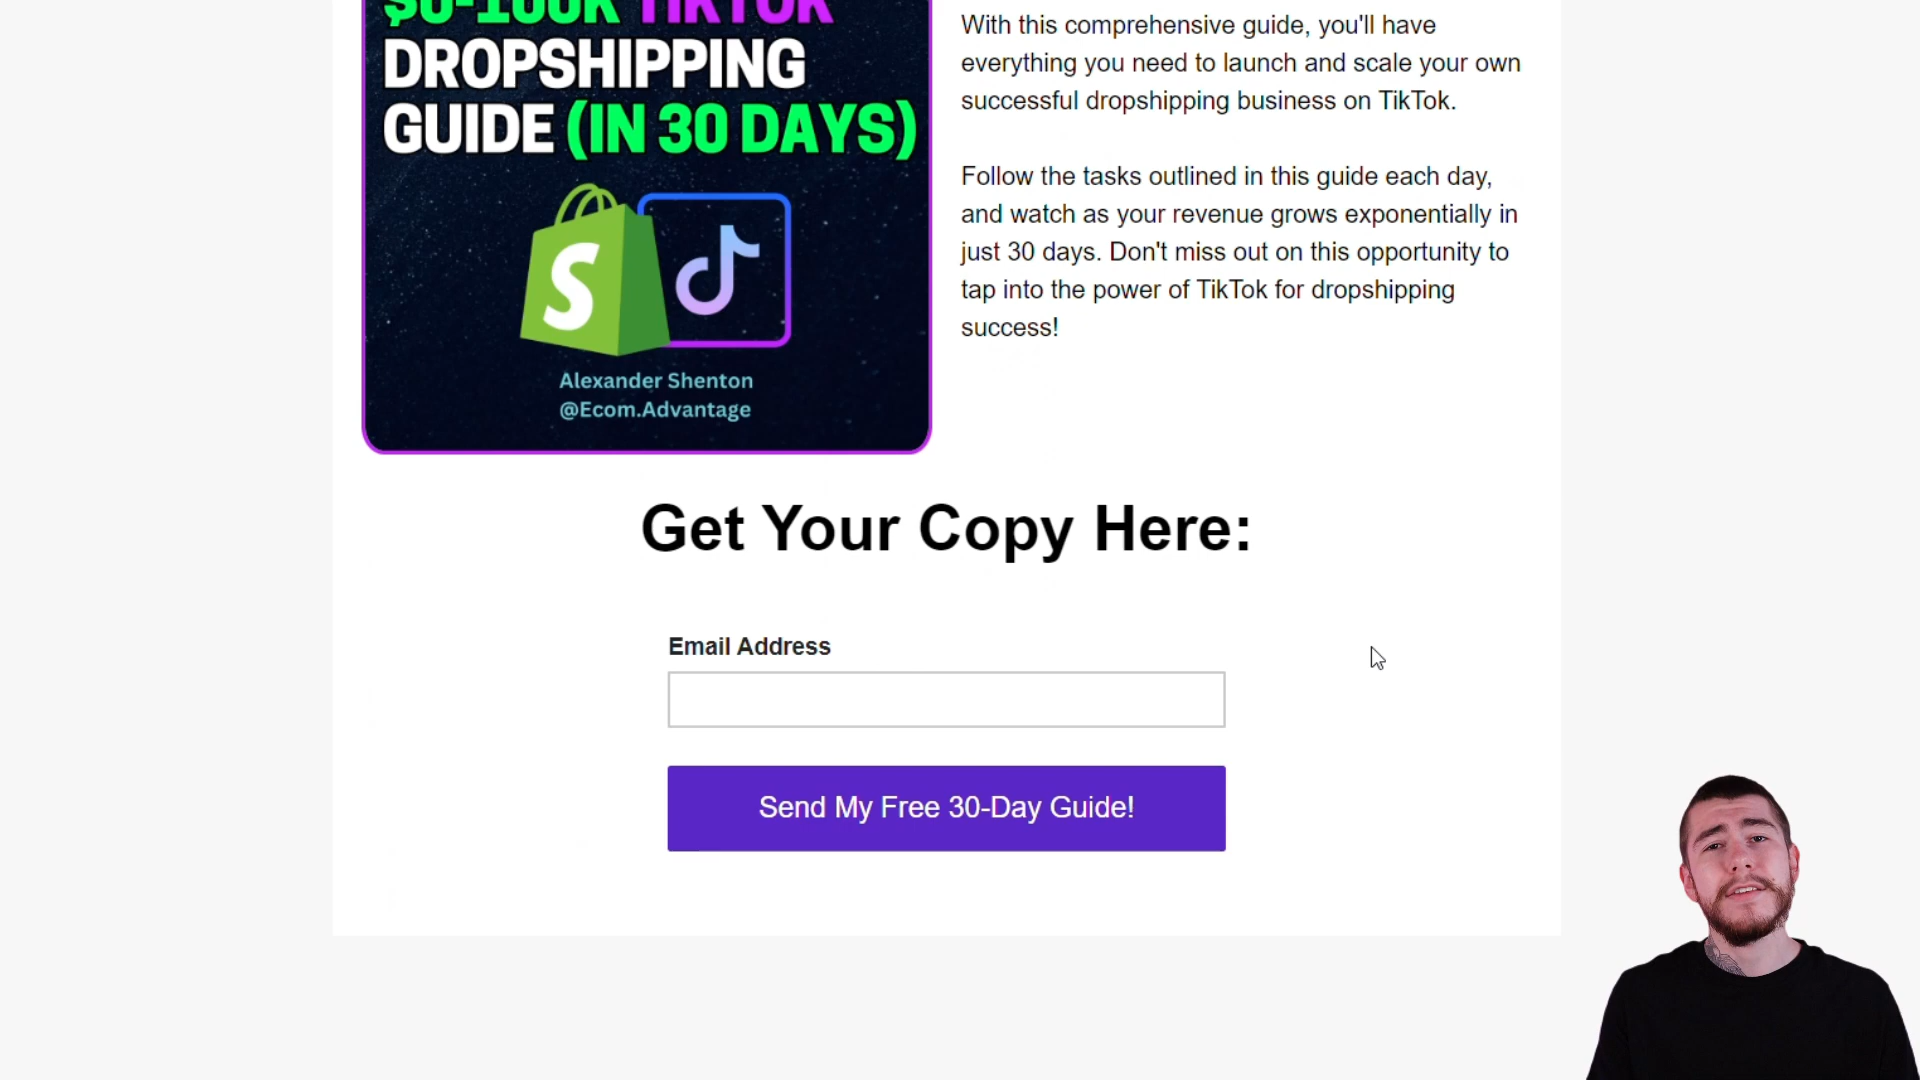 $0-100K TIKTOK
DROPSHIPPING
GUIDE (IN 30 DAYS)
Alexander Shenton
@Ecom.Advantage
With this comprehensive guide, you'll have
everything you need to launch and scale your own
successful dropshipping business on TikTok.
Follow the tasks outlined in this guide each day,
and watch as your revenue grows exponentially in
just 30 days. Don't miss out on this opportunity to
tap into the power of TikTok for dropshipping
success!
Get Your Copy Here:
Email Address
Send My Free 30-Day Guide!